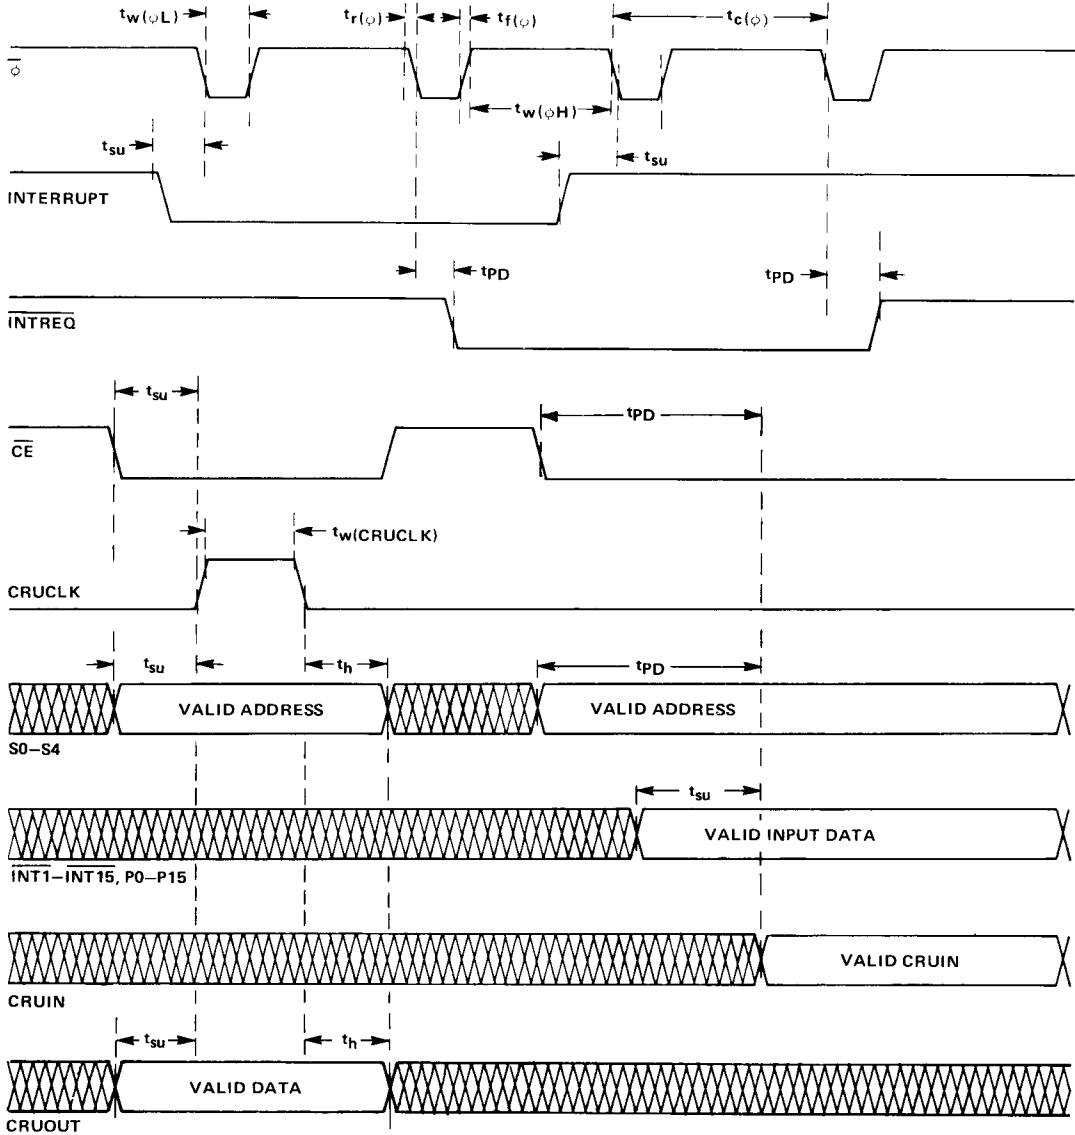 tw(φL)
tr(φ)
tf(φ)
tc(φ)
φ
tw(φH)
tsu
tsu
INTERRUPT
tPD
tPD
INTREQ
tsu
tPD
CE
tw(CRUCLK)
CRUCLK
tsu
th
tPD
VALID ADDRESS
VALID ADDRESS
S0–S4
tsu
VALID INPUT DATA
INT1–INT15, P0–P15
VALID CRUIN
CRUIN
tsu
th
VALID DATA
CRUOUT